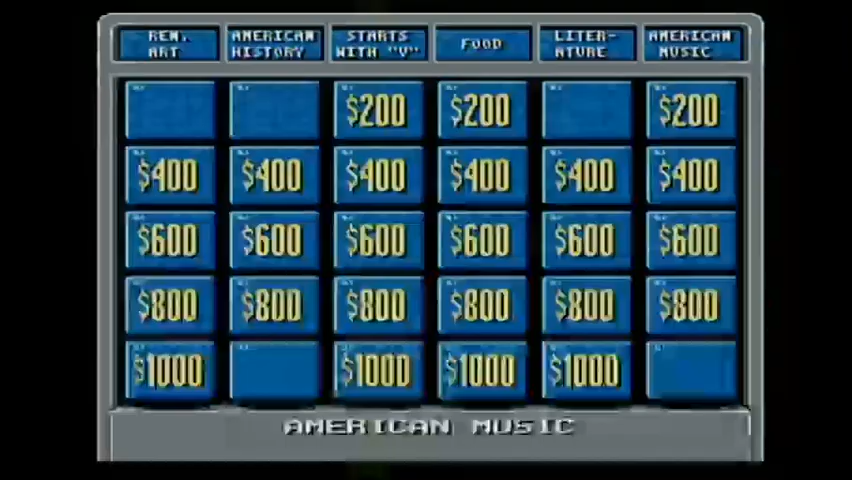 REN. ART
AMERICAN HISTORY
STARTS WITH "V"
FOOD
LITER- ATURE
AMERICAN MUSIC
$200 $200 $200
$400 $400 $400 $400 $400 $400
$600 $600 $600 $600 $600 $600
$800 $800 $800 $800 $800 $800
$1000 $1000 $1000 $1000
AMERICAN MUSIC